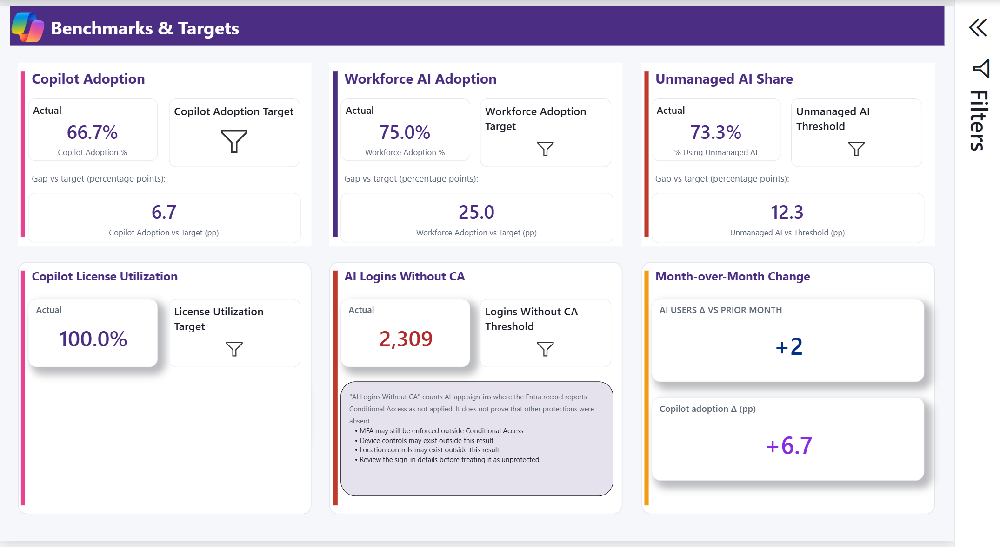 Benchmarks & Targets
Filters
Copilot Adoption
Actual
66.7%
Copilot Adoption %
Copilot Adoption Target
Gap vs target (percentage points):
6.7
Copilot Adoption vs Target (pp)
Workforce AI Adoption
Actual
75.0%
Workforce Adoption %
Workforce Adoption
Target
Gap vs target (percentage points):
25.0
Workforce Adoption vs Target (pp)
Unmanaged AI Share
Actual
73.3%
% Using Unmanaged AI
Unmanaged AI
Threshold
Gap vs target (percentage points):
12.3
Unmanaged AI vs Threshold (pp)
Copilot License Utilization
Actual
100.0%
License Utilization
Target
AI Logins Without CA
Actual
2,309
Logins Without CA
Threshold
"AI Logins Without CA" counts AI-app sign-ins where the Entra record reports
Conditional Access as not applied. It does not prove that other protections were
absent.
• MFA may still be enforced outside Conditional Access
• Device controls may exist outside this result
• Location controls may exist outside this result
• Review the sign-in details before treating it as unprotected
Month-over-Month Change
AI USERS Δ VS PRIOR MONTH
+2
Copilot adoption Δ (pp)
+6.7